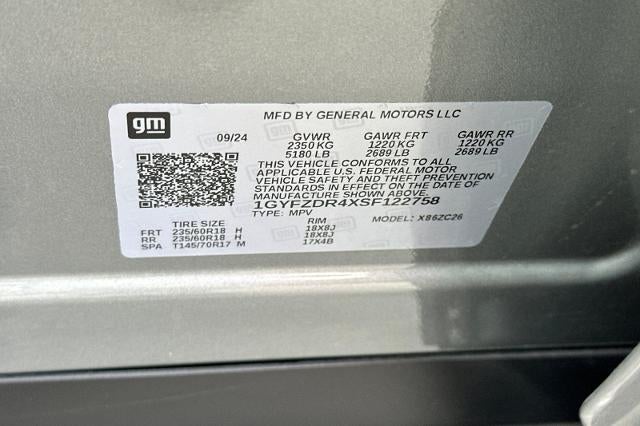 gm
MFD BY GENERAL MOTORS LLC
09/24 GVWR GAWR FRT GAWR RR
2350 KG 1220 KG 1220 KG
5180 LB 2689 LB 2689 LB
THIS VEHICLE CONFORMS TO ALL
APPLICABLE U.S. FEDERAL MOTOR
VEHICLE SAFETY AND THEFT PREVENTION
STANDARDS IN EFFECT ON THE DATE OF
MANUFACTURE SHOWN ABOVE.
1GYFZDR4XSF122758
TYPE: MPV MODEL: X86ZC26
TIRE SIZE RIM
FRT 235/60R18 H 18X8J
RR 235/60R18 H 18X8J
SPA T145/70R17 M 17X4B